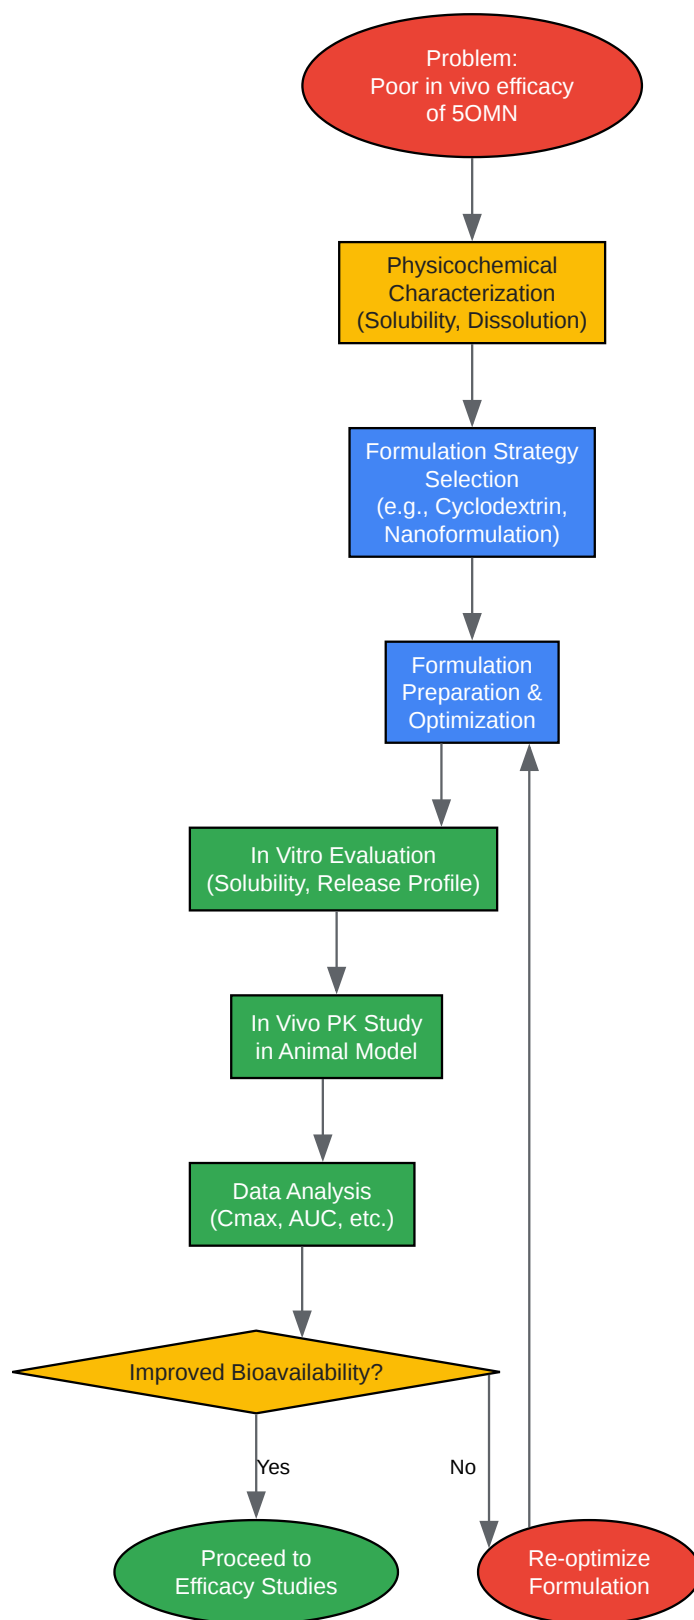 Problem:
Poor in vivo efficacy
of 5OMN
Physicochemical
Characterization
(Solubility, Dissolution)
Formulation Strategy
Selection
(e.g., Cyclodextrin,
Nanoformulation)
Formulation
Preparation &
Optimization
In Vitro Evaluation
(Solubility, Release Profile)
In Vivo PK Study
in Animal Model
Data Analysis
(Cmax, AUC, etc.)
Improved Bioavailability?
Yes
No
Proceed to
Efficacy Studies
Re-optimize
Formulation